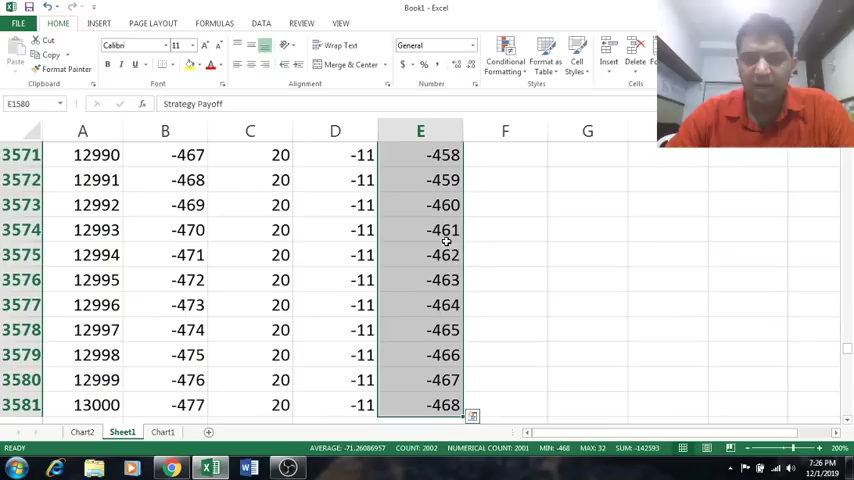 Book1 - Excel
FILE HOME INSERT PAGE LAYOUT FORMULAS DATA REVIEW VIEW
Cut
Copy
Format Painter
Paste
Clipboard
Calibri 11
B I U
Font
Wrap Text
Merge & Center
Alignment
General
$ % ,
Number
Conditional Formatting
Format as Table
Cell Styles
Styles
Insert
Delete
E1580 fx Strategy Payoff
A B C D E F G
3571 12990 -467 20 -11 -458
3572 12991 -468 20 -11 -459
3573 12992 -469 20 -11 -460
3574 12993 -470 20 -11 -461
3575 12994 -471 20 -11 -462
3576 12995 -472 20 -11 -463
3577 12996 -473 20 -11 -464
3578 12997 -474 20 -11 -465
3579 12998 -475 20 -11 -466
3580 12999 -476 20 -11 -467
3581 13000 -477 20 -11 -468
Chart2 Sheet1 Chart1
READY AVERAGE: -71.26086957 COUNT: 2002 NUMERICAL COUNT: 2001 MIN: -468 MAX: 32 SUM: -142593 200%
7:26 PM
12/1/2019